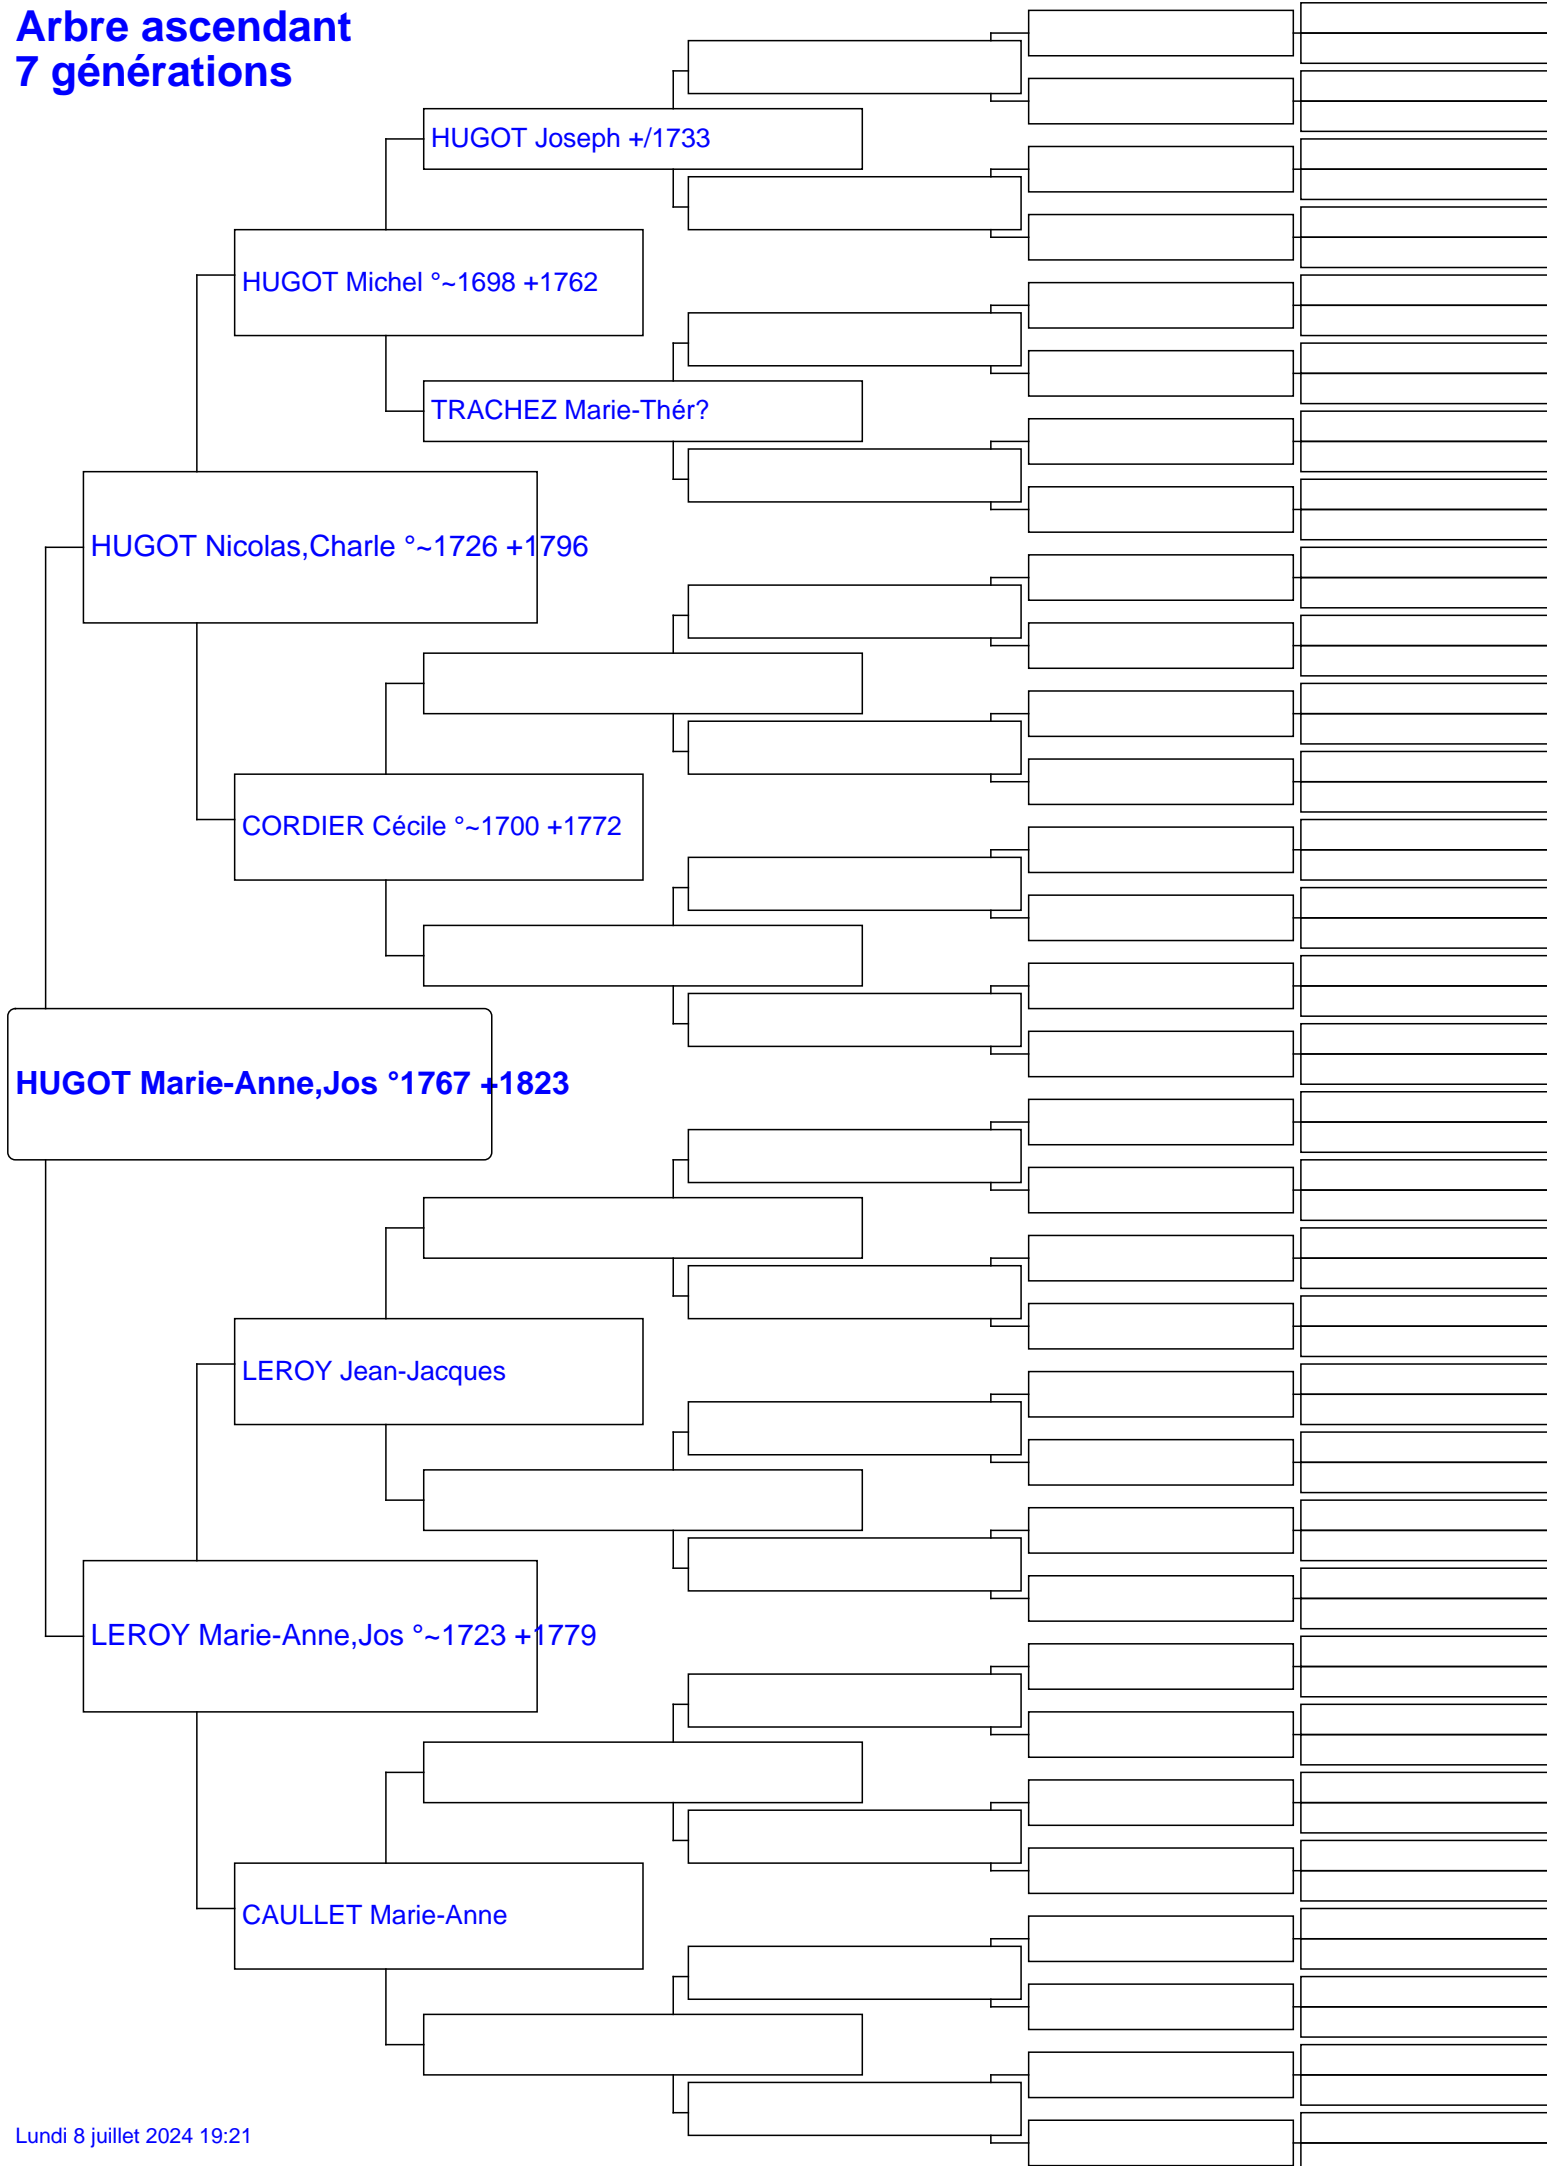 Arbre ascendant
7 générations
HUGOT Joseph +/1733
HUGOT Michel °~1698 +1762
TRACHEZ Marie-Thér?
HUGOT Nicolas,Charle °~1726 +1796
CORDIER Cécile °~1700 +1772
HUGOT Marie-Anne,Jos °1767 +1823
LEROY Jean-Jacques
LEROY Marie-Anne,Jos °~1723 +1779
CAULLET Marie-Anne
Lundi 8 juillet 2024 19:21